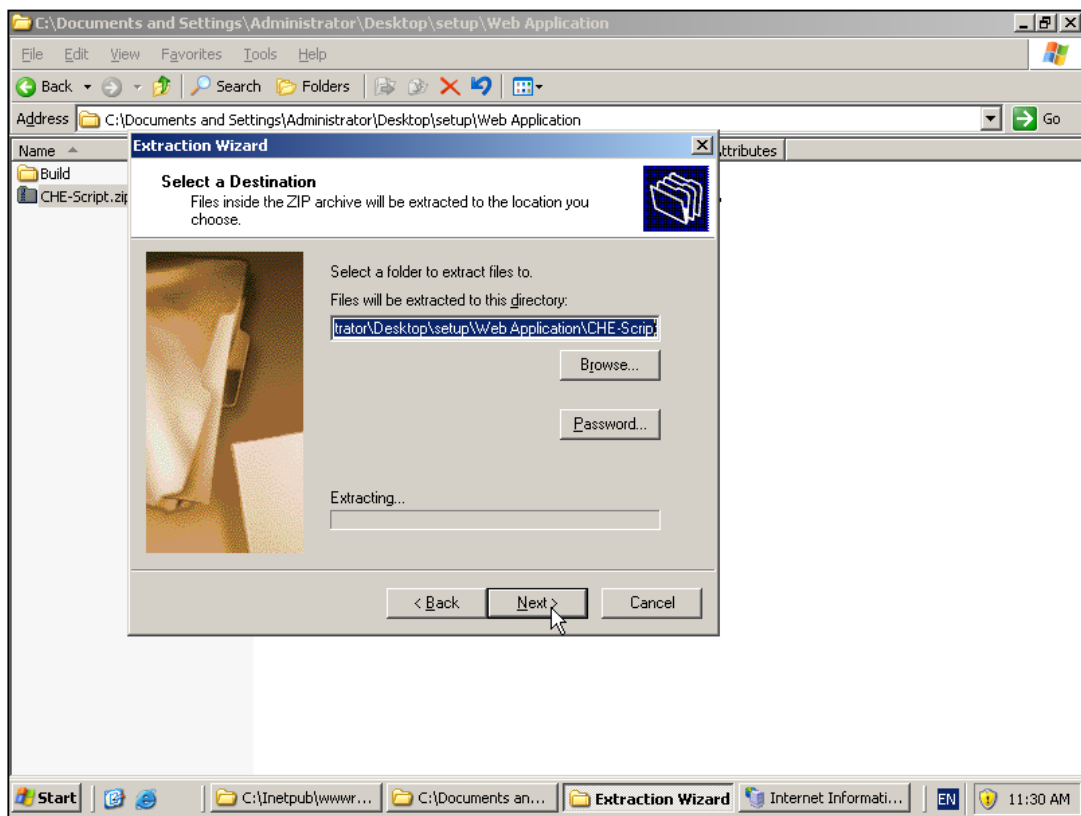 C:\Documents and Settings\Administrator\Desktop\setup\Web Application
File Edit View Favorites Tools Help
Back Search Folders
Address C:\Documents and Settings\Administrator\Desktop\setup\Web Application Go
Name
Build
CHE-Script.zip
Extraction Wizard
Select a Destination
Files inside the ZIP archive will be extracted to the location you
choose.
Select a folder to extract files to.
Files will be extracted to this directory:
trator\Desktop\setup\Web Application\CHE-Script
Browse...
Password...
Extracting...
< Back Next > Cancel
Start C:\Inetpub\wwwr... C:\Documents an... Extraction Wizard Internet Informati... EN 11:30 AM